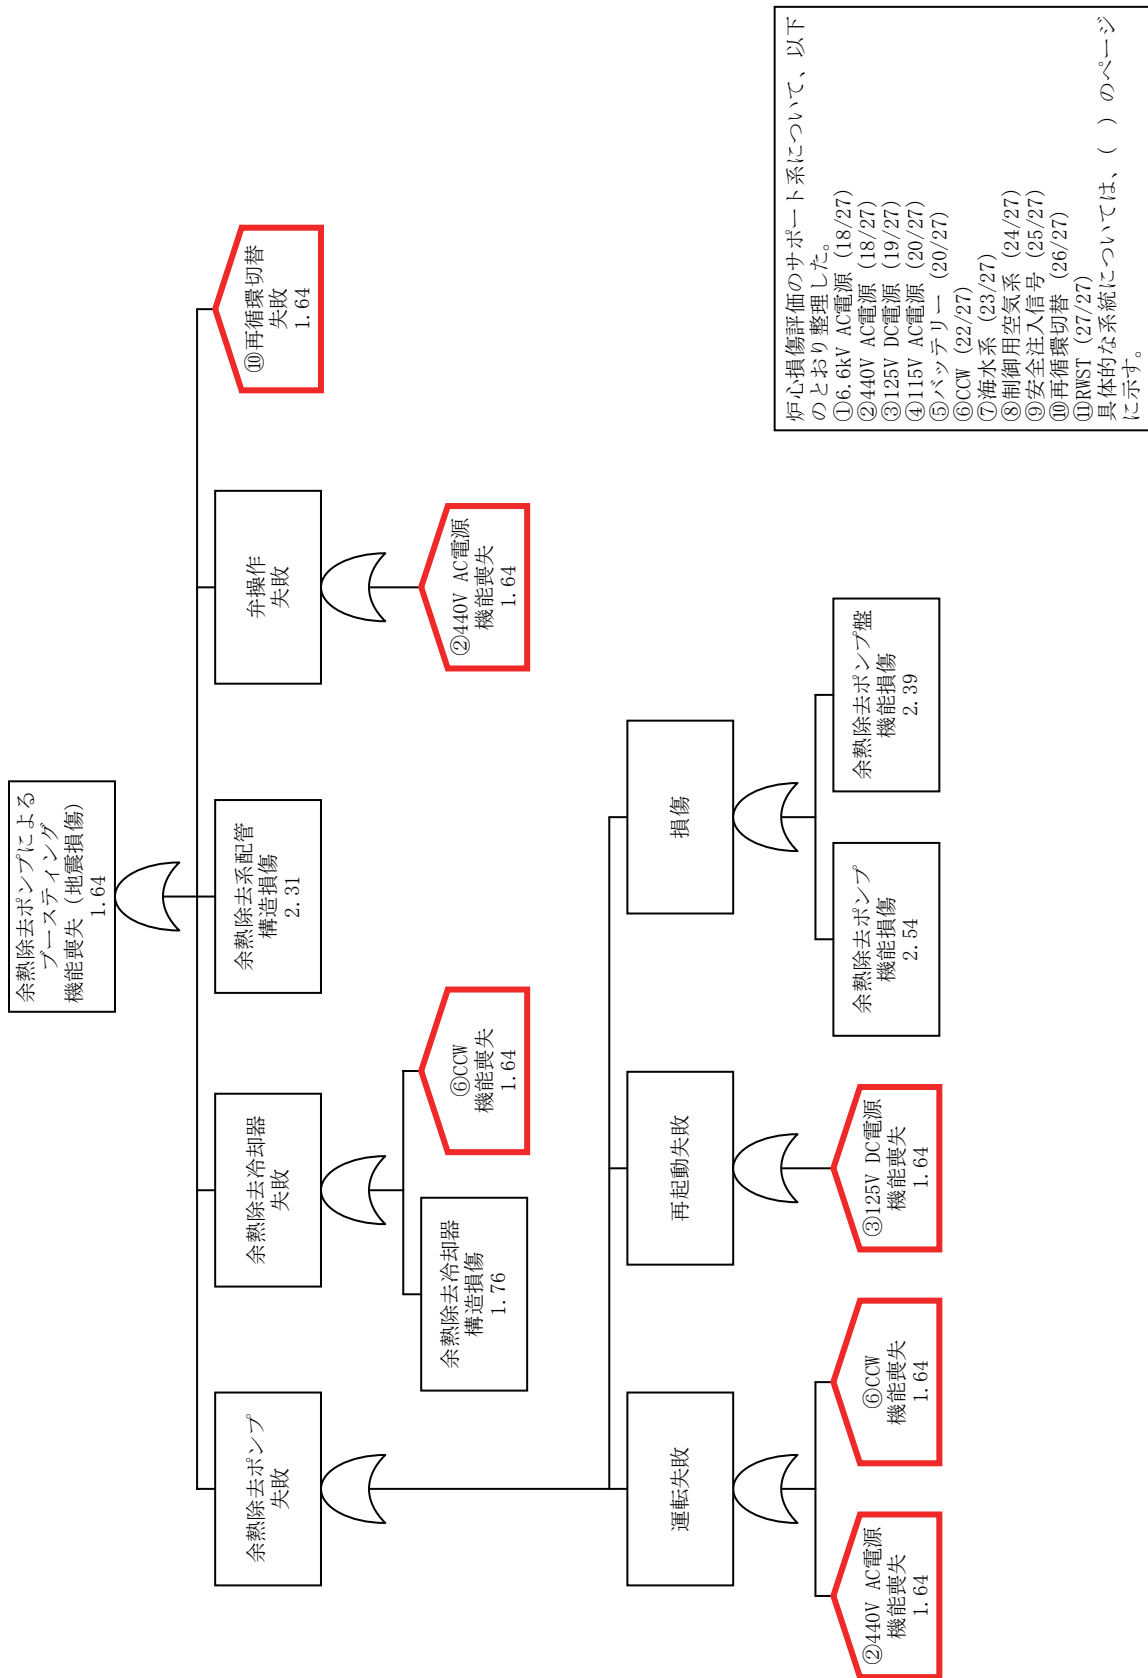 余熱除去ポンプによる
ブースティング
機能喪失（地震損傷）
1.64
余熱除去ポンプ
失敗
余熱除去冷却器
失敗
余熱除去系配管
構造損傷
2.31
弁操作
失敗
⑩再循環切替
失敗
1.64
余熱除去冷却器
構造損傷
1.76
⑥CCW
機能喪失
1.64
②440V AC電源
機能喪失
1.64
運転失敗
再起動失敗
損傷
②440V AC電源
機能喪失
1.64
⑥CCW
機能喪失
1.64
③125V DC電源
機能喪失
1.64
余熱除去ポンプ
機能損傷
2.54
余熱除去ポンプ盤
機能損傷
2.39
炉心損傷評価のサポート系について、以下
のとおり整理した。
①6.6kV AC電源 (18/27)
②440V AC電源 (18/27)
③125V DC電源 (19/27)
④115V AC電源 (20/27)
⑤バッテリー (20/27)
⑥CCW (22/27)
⑦海水系 (23/27)
⑧制御用空気系 (24/27)
⑨安全注入信号 (25/27)
⑩再循環切替 (26/27)
⑪RWST (27/27)
具体的な系統については、( ) のページ
に示す。